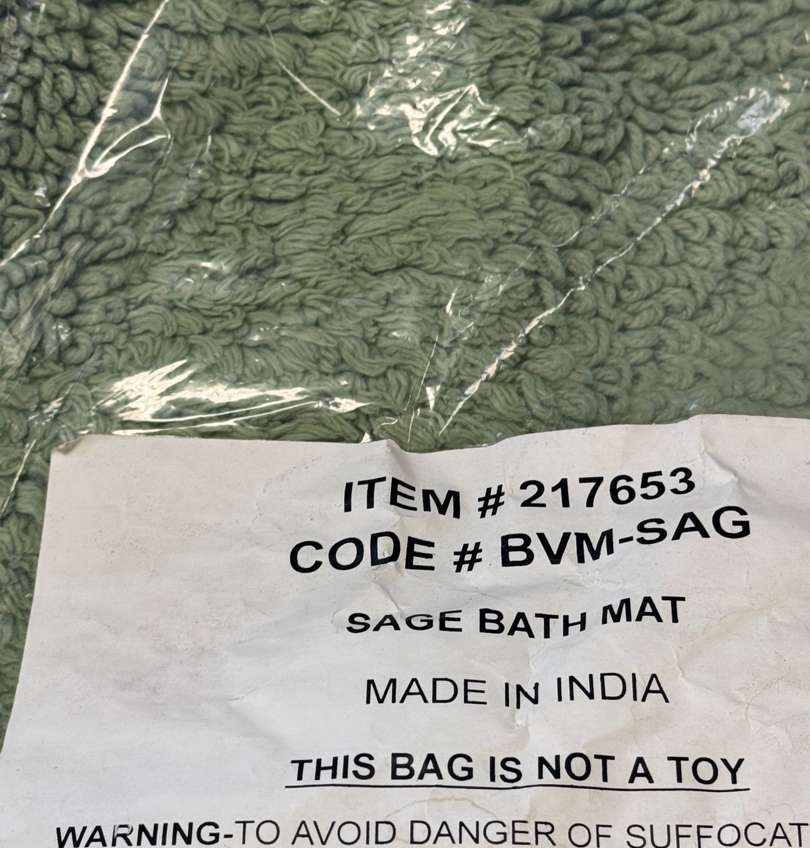 ITEM # 217653
CODE # BVM-SAG
SAGE BATH MAT
MADE IN INDIA
THIS BAG IS NOT A TOY
WARNING-TO AVOID DANGER OF SUFFOCAT